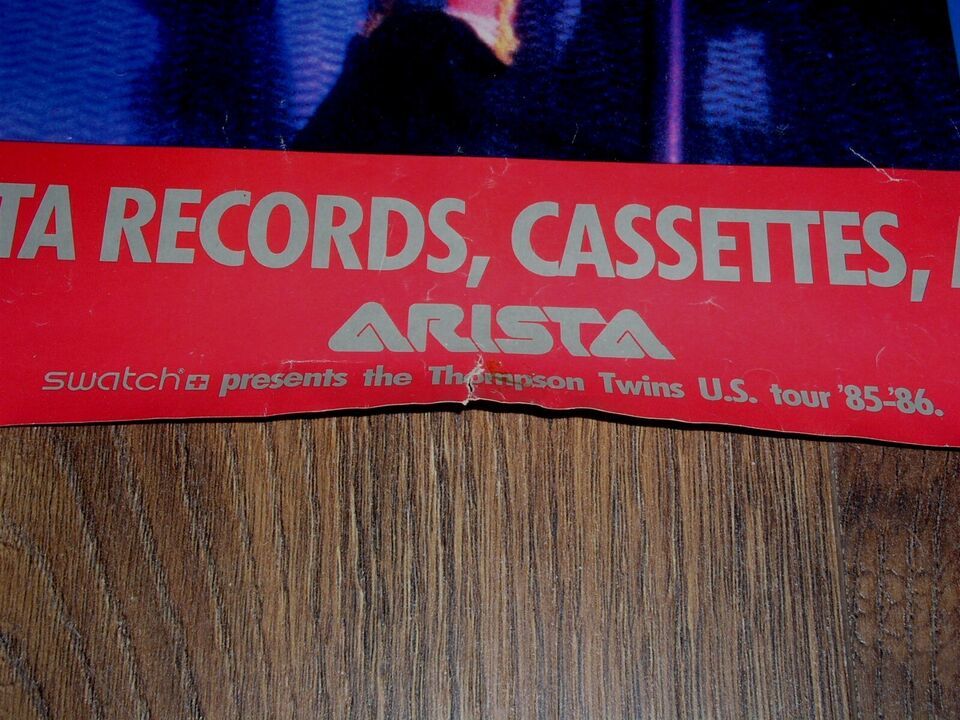 TA RECORDS, CASSETTES,
ARISTA
swatch® presents the Thompson Twins U.S. tour '85-'86.